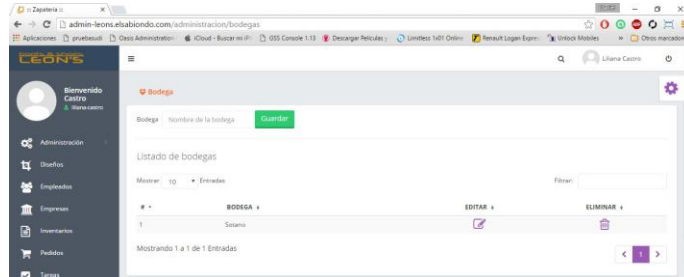 :: Zapateria ::
admin-leons.elsabiondo.com/administracion/bodegas
Aplicaciones pruebasudi Oasis Administration iCloud - Buscar mi iP GSS Console 1.13 Descargar Peliculas y Limitless 1x01 Online Renault Logan Expres Unlock Mobiles » Otros marcadores
LEON'S
Liliana Castro
Bienvenido
Castro
liliana castro
Bodega
Bodega Nombre de la bodega Guardar
Administración
Listado de bodegas
Diseños
Mostrar 10 Entradas Filtrar:
Empleados
# BODEGA EDITAR ELIMINAR
Empresas
1 Sotano
Inventarios
Mostrando 1 a 1 de 1 Entradas
< 1 >
Pedidos
Tareas